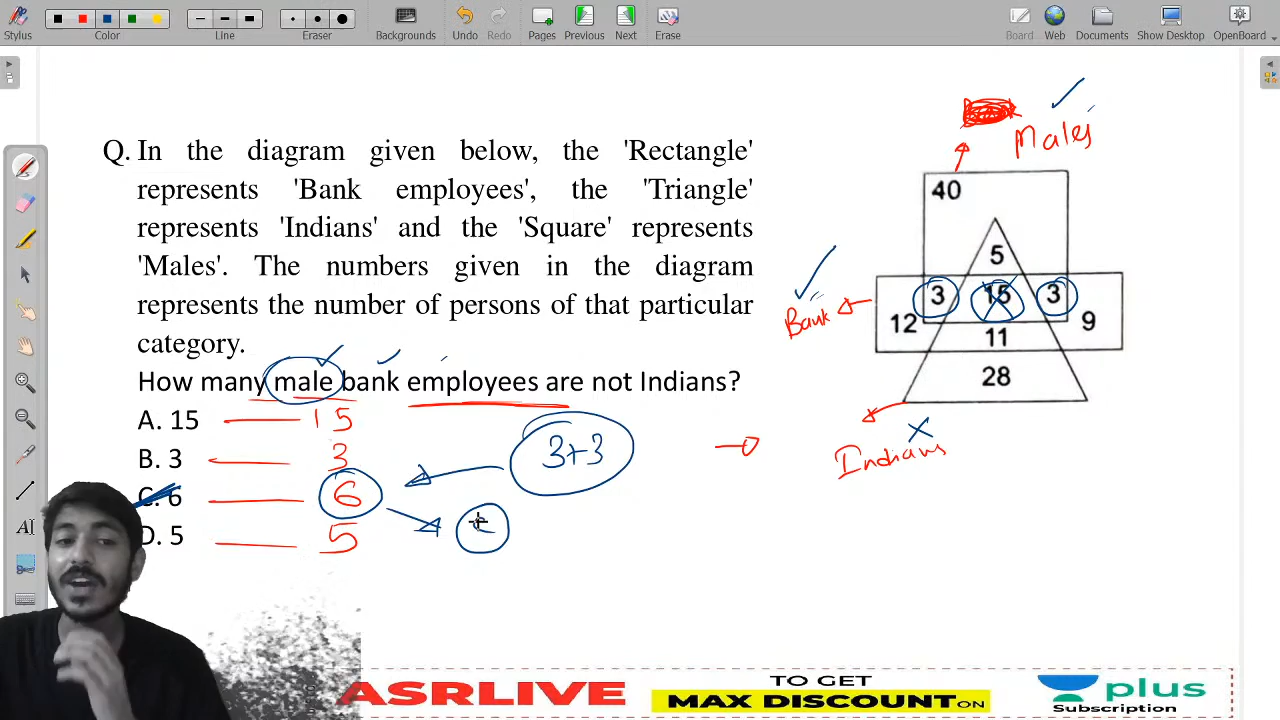 Stylus
Color
Line
Eraser
Backgrounds
Undo
Redo
Pages
Previous
Next
Erase
Board
Web
Documents
Show Desktop
OpenBoard
Q. In the diagram given below, the 'Rectangle'
represents 'Bank employees', the 'Triangle'
represents 'Indians' and the 'Square' represents
'Males'. The numbers given in the diagram
represents the number of persons of that particular
category.
How many male bank employees are not Indians?
A. 15 15
B. 3 3
C. 6 6
D. 5 5
3+3
Males
40
5
3 15 3
Bank
12 11 9
28
Indians
ASRLIVE
TO GET
MAX DISCOUNT ON
plus
Subscription